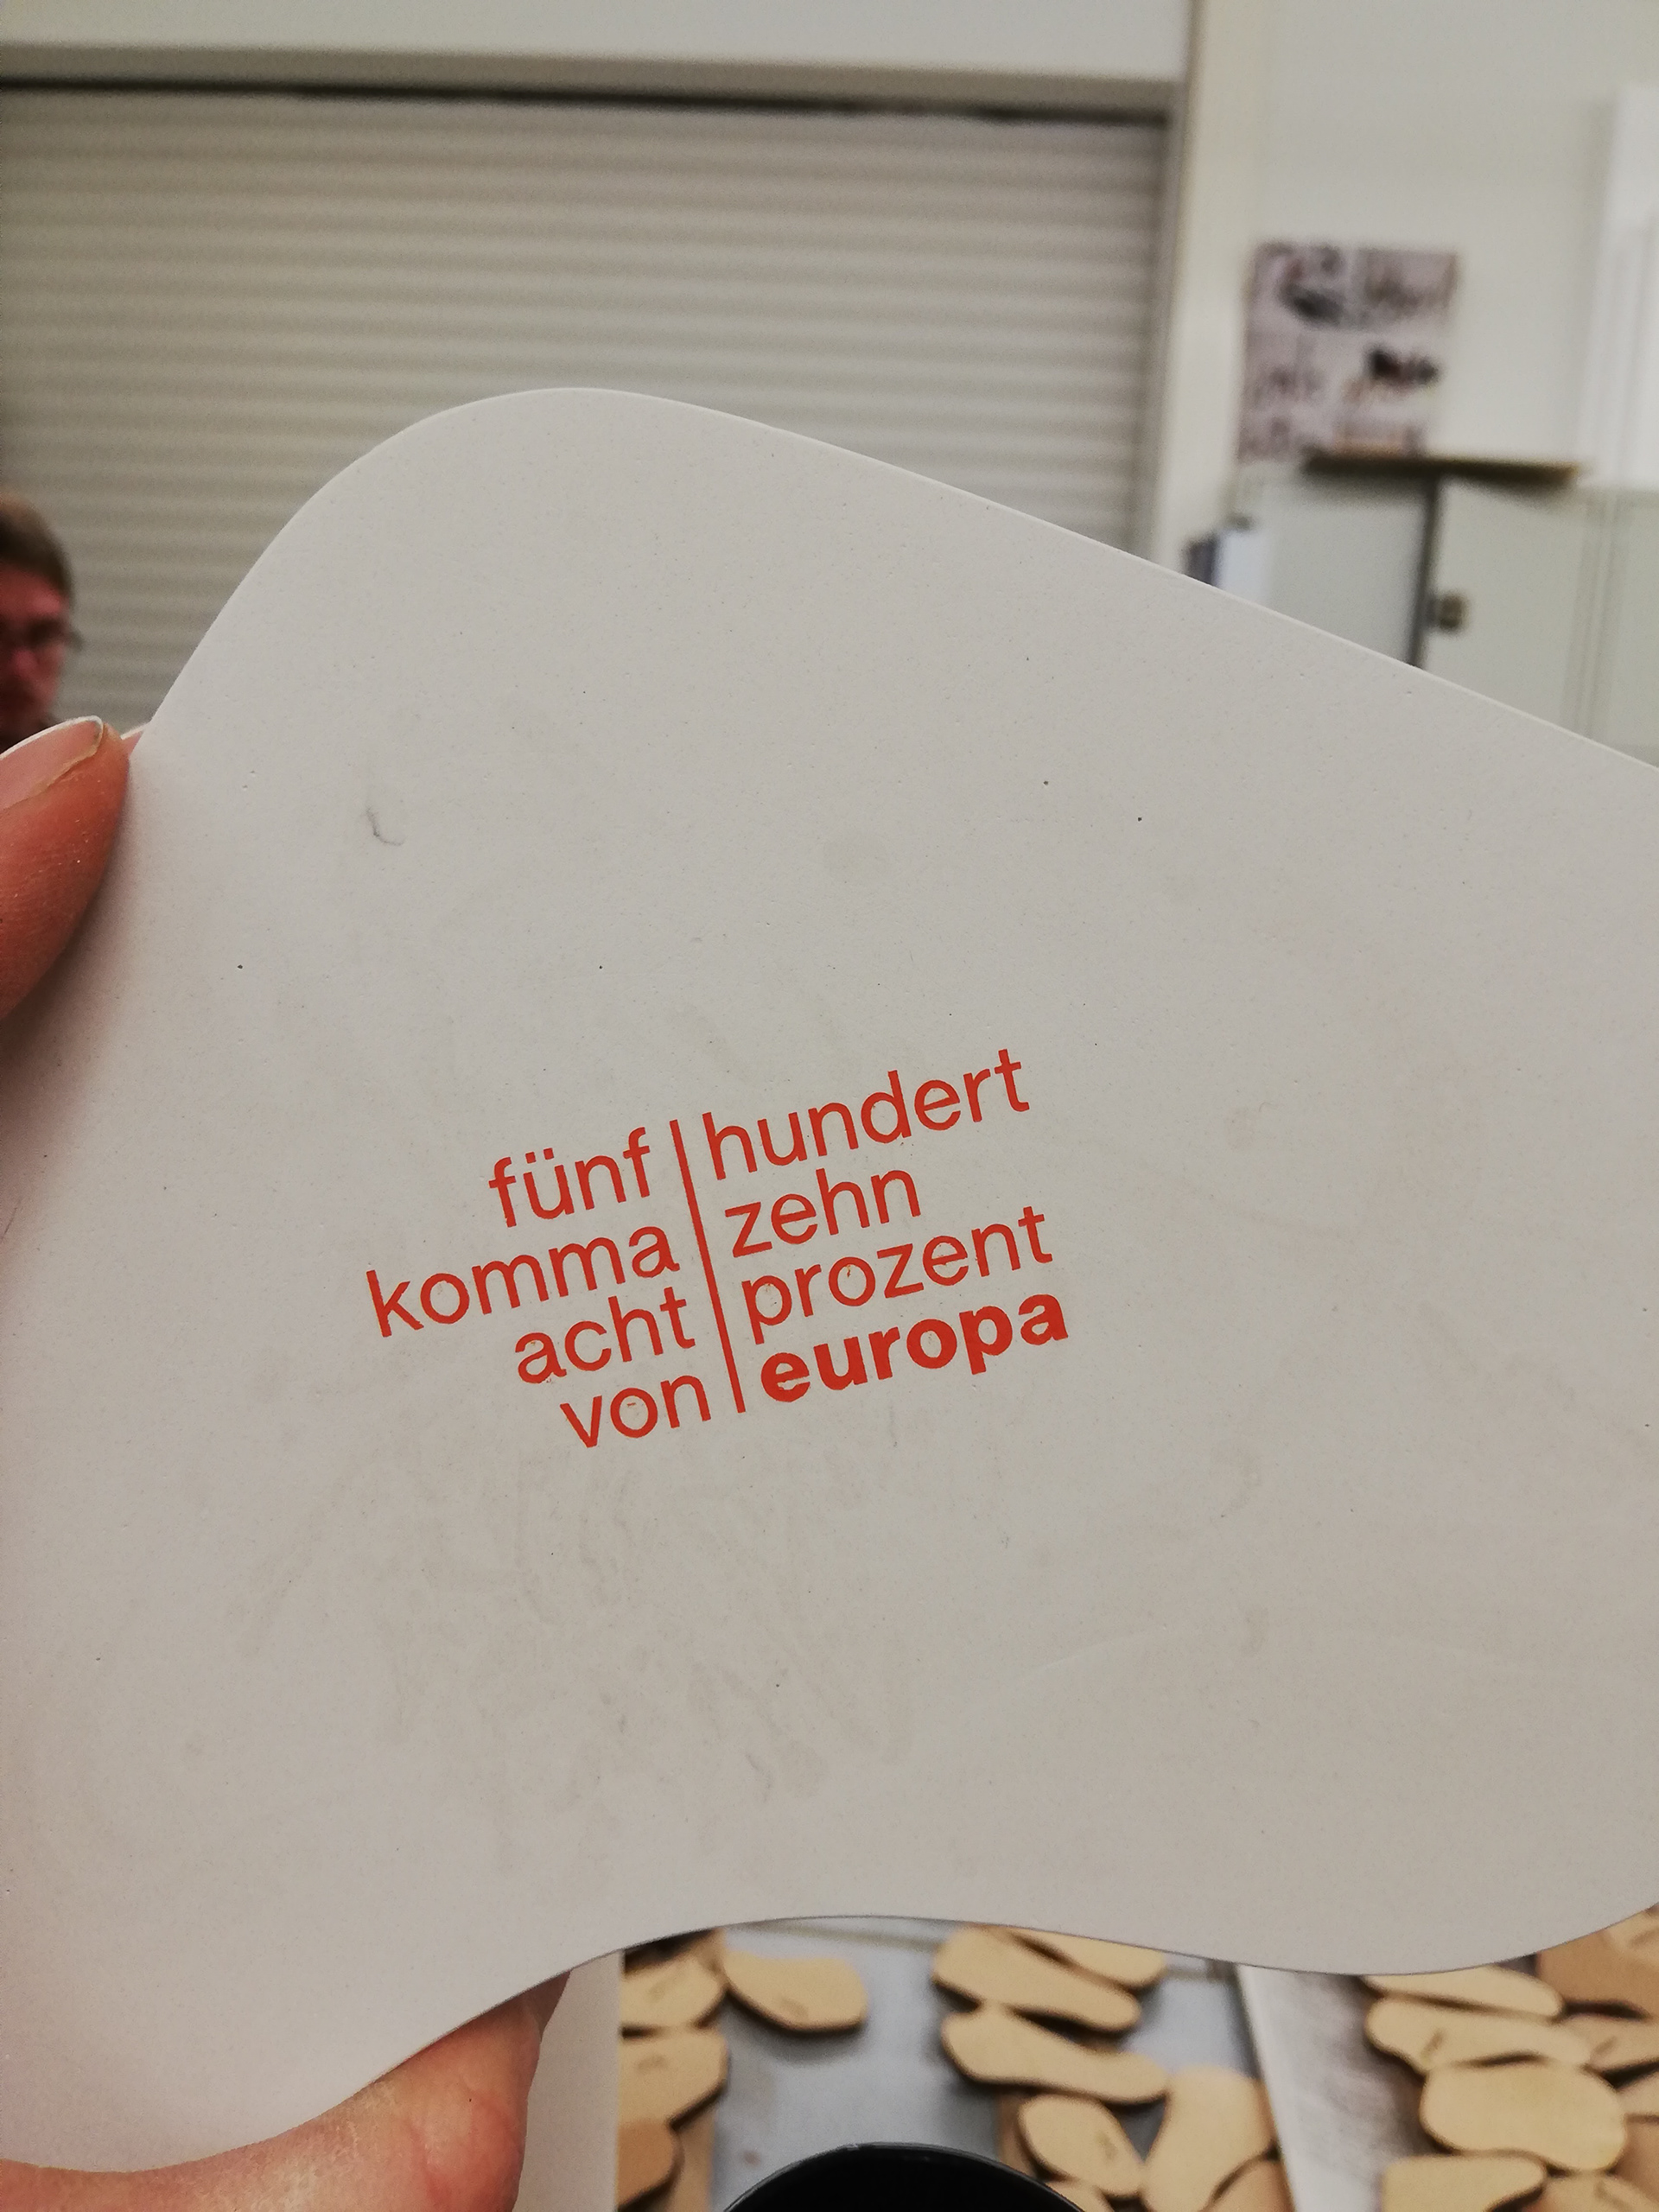 fünf | hundert
komma | zehn
acht | prozent
von | europa